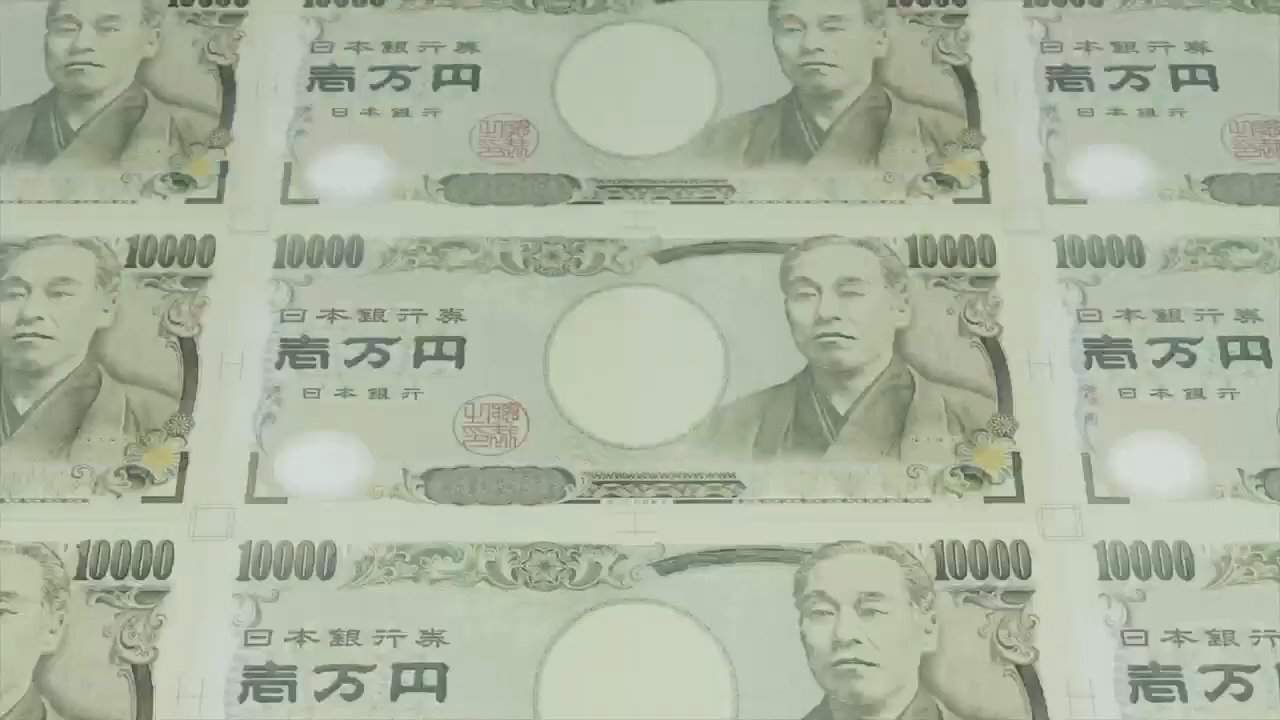 10000 10000 10000
日本銀行券 日本銀行券
壱万円 壱万円
日本銀行 日本銀行
10000 10000 10000 10000
日本銀行券 日本銀行券
壱万円 壱万円
日本銀行 日本銀行
10000 10000 10000 10000
日本銀行券 日本銀行
壱万円 壱万